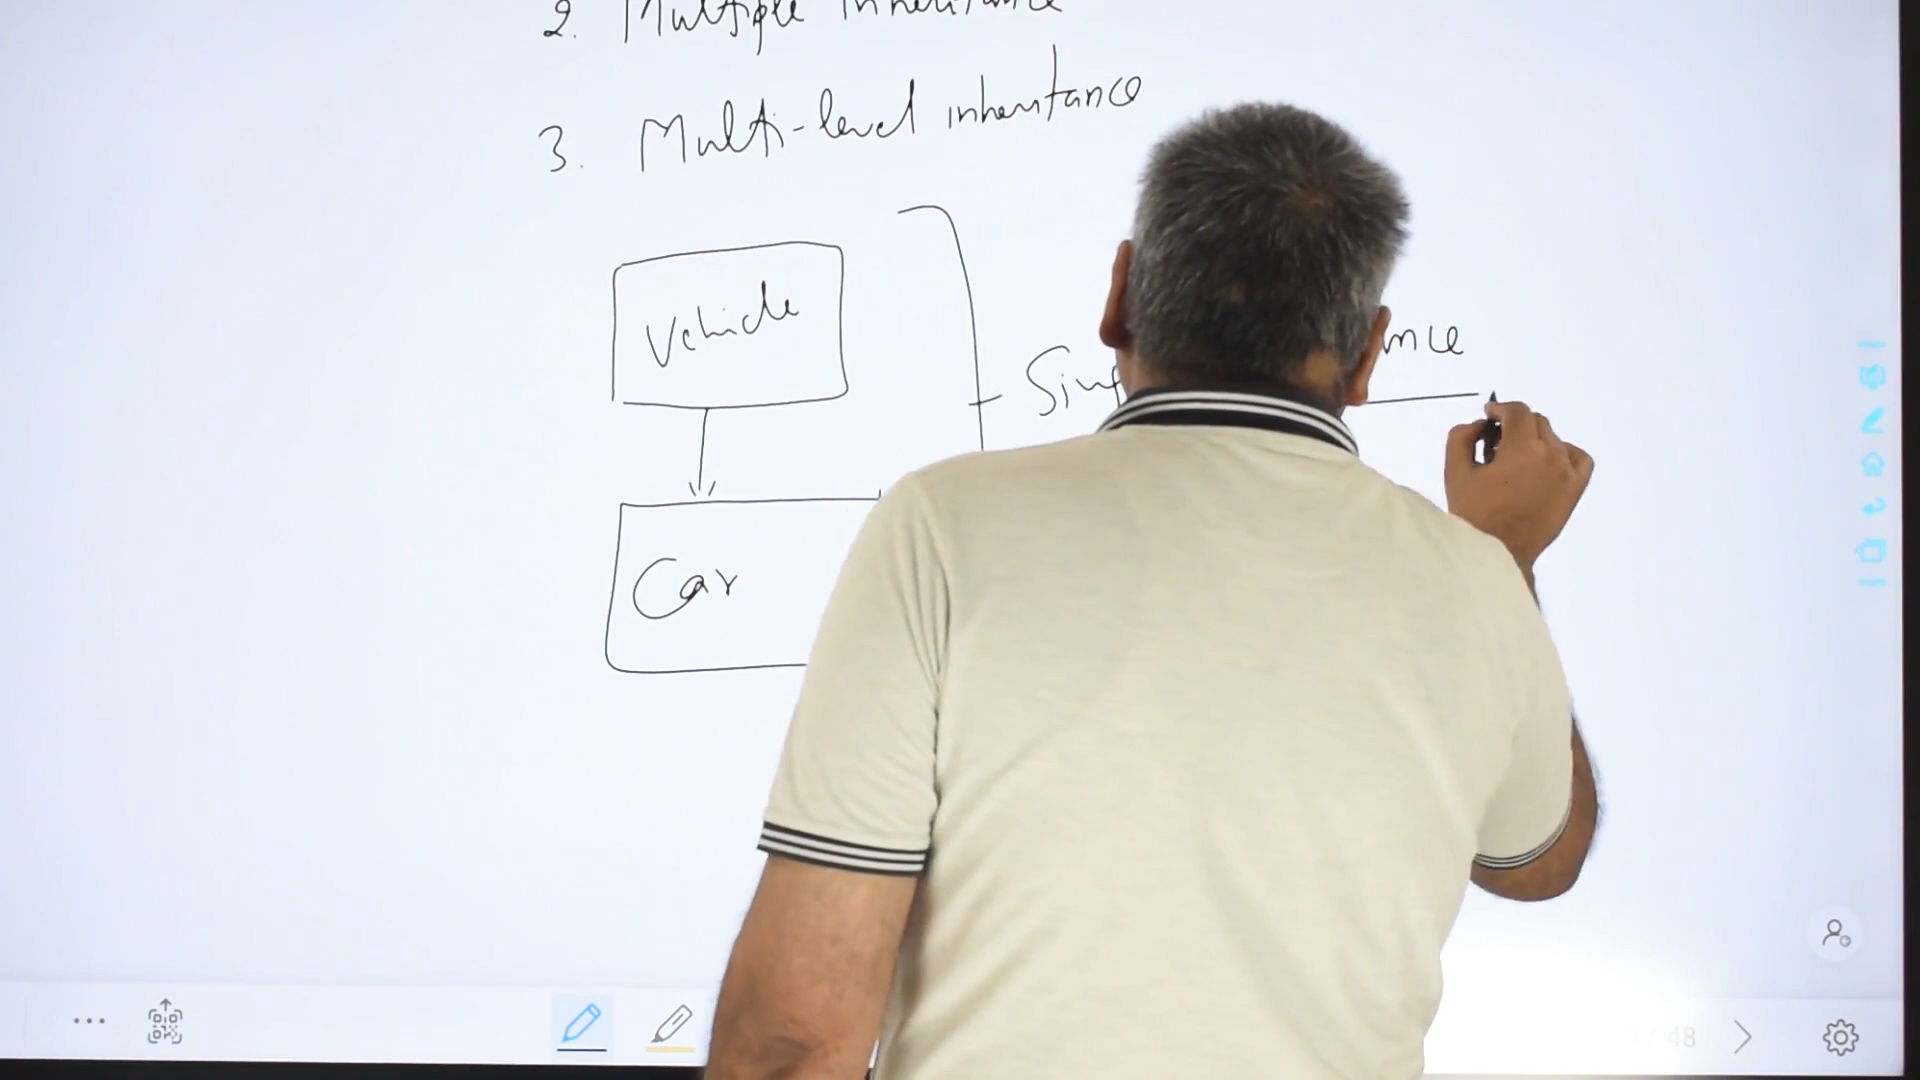 2. Multiple inheritance
3. Multi-level inheritance
Vehicle
Car
/ 48